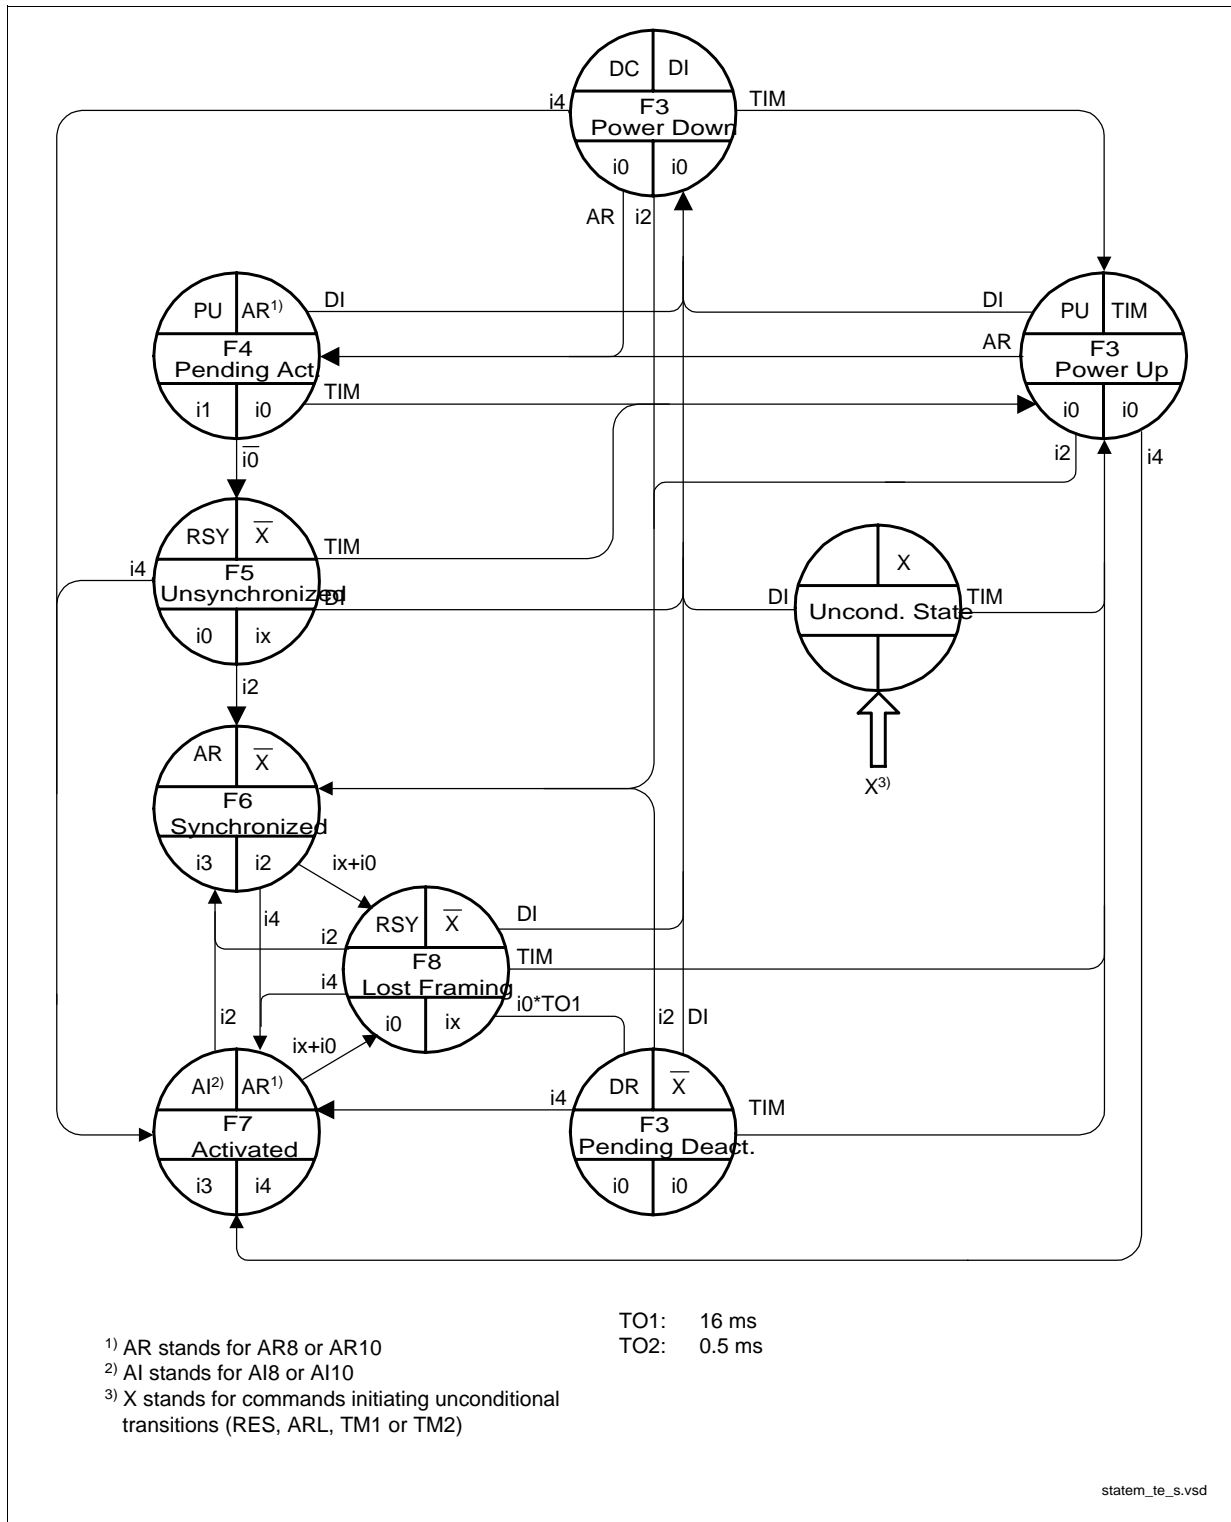 DC DI
i4 TIM
F3
Power Down
i0 i0
AR i2
PU AR1)
DI
F4
Pending Act.
TIM
i1 i0
i0
DI
PU TIM
AR
F3
Power Up
i0 i0
i2 i4
RSY X
TIM
i4
F5
Unsynchronized
DI
i0 ix
i2
X
DI TIM
Uncond. State
X3)
AR X
F6
Synchronized
i3 i2
ix+i0
i4
RSY X
DI
i2
TIM
F8
Lost Framing
i4
i0*TO1
i0 ix
i2
ix+i0
i2 DI
AI2) AR1)
F7
Activated
i3 i4
DR X
i4 TIM
F3
Pending Deact.
i0 i0
TO1: 16 ms
TO2: 0.5 ms
1) AR stands for AR8 or AR10
2) AI stands for AI8 or AI10
3) X stands for commands initiating unconditional
transitions (RES, ARL, TM1 or TM2)
statem_te_s.vsd